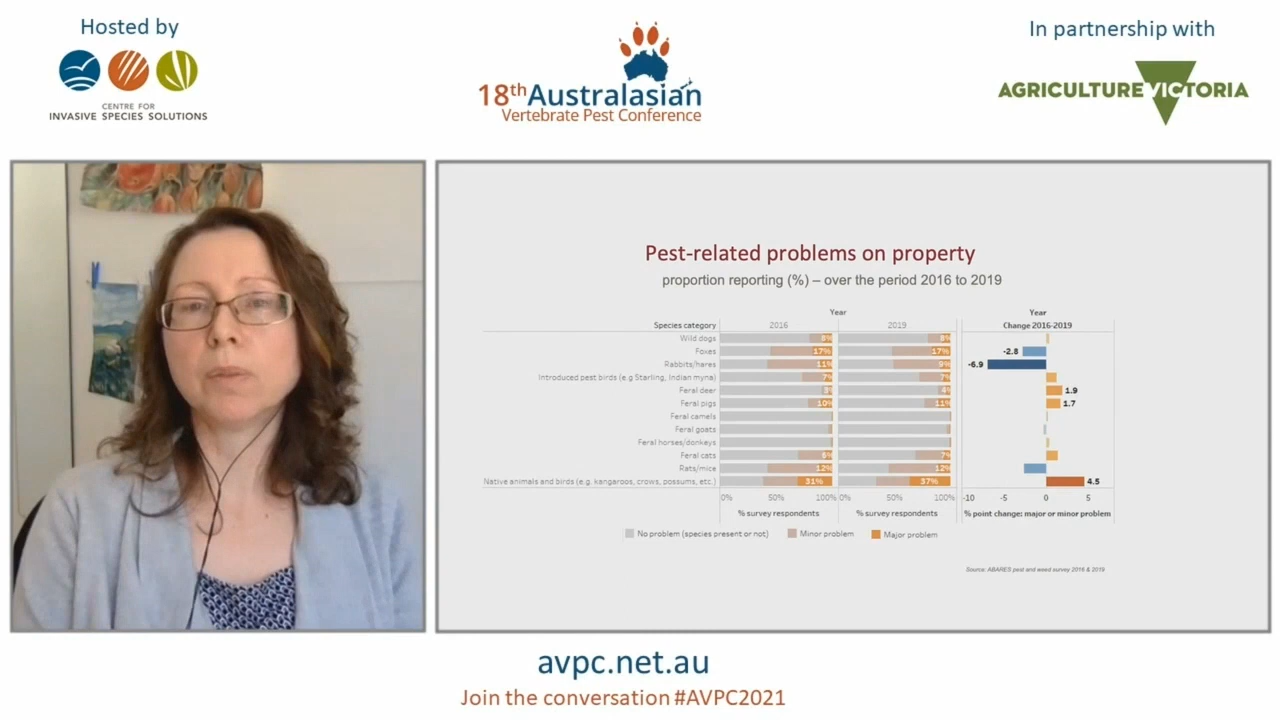 Hosted by
CENTRE FOR
INVASIVE SPECIES SOLUTIONS
18th Australasian
Vertebrate Pest Conference
In partnership with
AGRICULTURE VICTORIA
Pest-related problems on property
proportion reporting (%) – over the period 2016 to 2019
Year
Year
Species category
2016
2019
Change 2016-2019
Wild dogs 8% 8%
Foxes 17% 17% -2.8
Rabbits/hares 11% 9% -6.9
Introduced pest birds (e.g Starling, Indian myna) 7% 7%
Feral deer 3% 4% 1.9
Feral pigs 10% 11% 1.7
Feral camels
Feral goats
Feral horses/donkeys
Feral cats 6% 7%
Rats/mice 12% 12%
Native animals and birds (e.g. kangaroos, crows, possums, etc.) 31% 37% 4.5
0% 50% 100% 0% 50% 100% -10 -5 0 5
% survey respondents
% survey respondents
% point change: major or minor problem
No problem (species present or not) Minor problem Major problem
Source: ABARES pest and weed survey 2016 & 2019
avpc.net.au
Join the conversation #AVPC2021